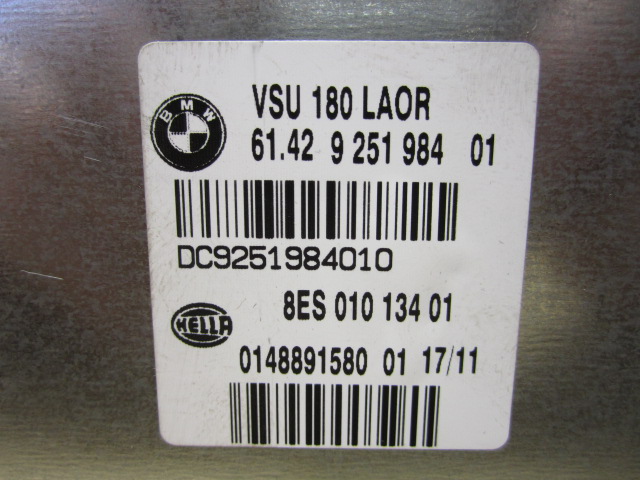 VSU 180 LAOR
BMW
61.42 9 251 984 01
DC9251984010
8ES 010 134 01
HELLA
0148891580 01 17/11